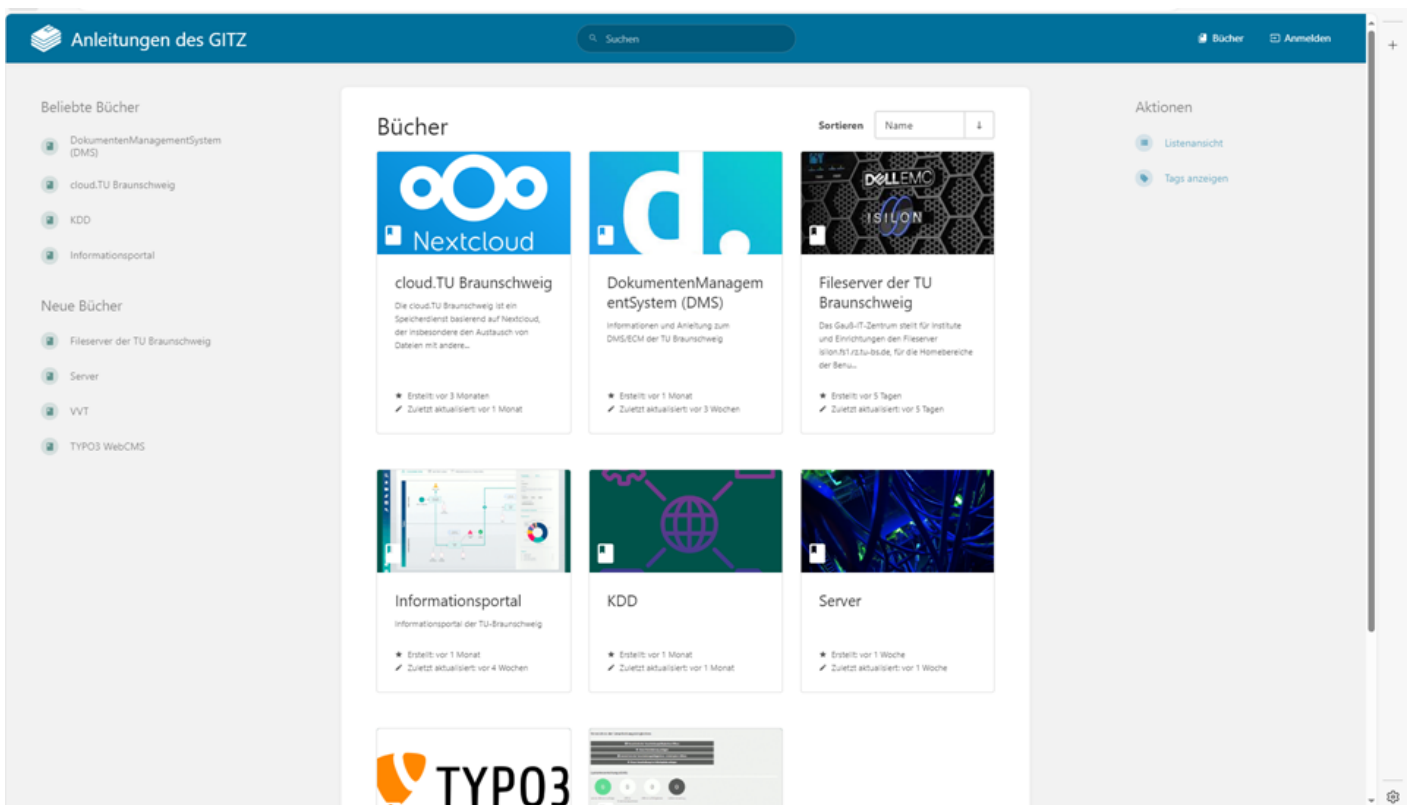 Anleitungen des GITZ
Suchen
Bücher
Anmelden
Beliebte Bücher
DokumentenManagementSystem
(DMS)
cloud.TU Braunschweig
KDD
Informationsportal
Neue Bücher
Fileserver der TU Braunschweig
Server
VVT
TYPO3 WebCMS
Bücher
Sortieren
Name
Nextcloud
cloud.TU Braunschweig
Die cloud.TU Braunschweig ist ein
Speicherdienst basierend auf Nextcloud,
der insbesondere den Austausch von
Dateien mit andere...
Erstellt: vor 3 Monaten
Zuletzt aktualisiert: vor 1 Monat
d.
DokumentenManagem
entSystem (DMS)
Informationen und Anleitung zum
DMS/ECM der TU Braunschweig
Erstellt: vor 1 Monat
Zuletzt aktualisiert: vor 3 Wochen
DELLEMC
ISILON
Fileserver der TU
Braunschweig
Das Gauß-IT-Zentrum stellt für Institute
und Einrichtungen den Fileserver
isilon.fs1.rz.tu-bs.de, für die Homebereiche
der Benu...
Erstellt: vor 5 Tagen
Zuletzt aktualisiert: vor 5 Tagen
Informationsportal
Informationsportal der TU-Braunschweig
Erstellt: vor 1 Monat
Zuletzt aktualisiert: vor 4 Wochen
KDD
Erstellt: vor 1 Monat
Zuletzt aktualisiert: vor 1 Monat
Server
Erstellt: vor 1 Woche
Zuletzt aktualisiert: vor 1 Woche
TYPO3
Aktionen
Listenansicht
Tags anzeigen